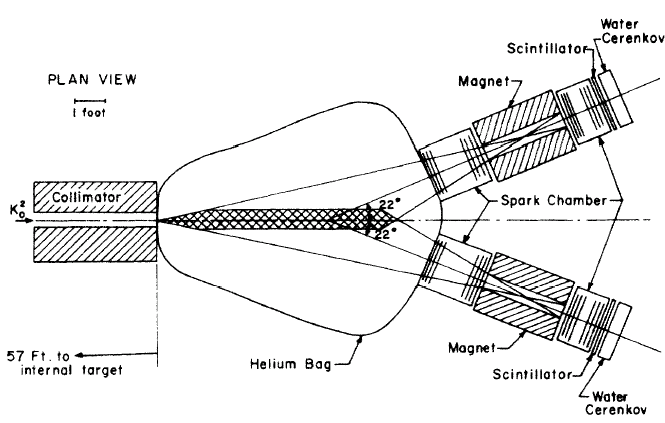 Water
Cerenkov
Scintillator
PLAN VIEW
Magnet
1 foot
Collimator
K₀²
22°
Spark Chamber
22°
57 Ft. to
internal target
Helium Bag
Magnet
Scintillator
Water
Cerenkov